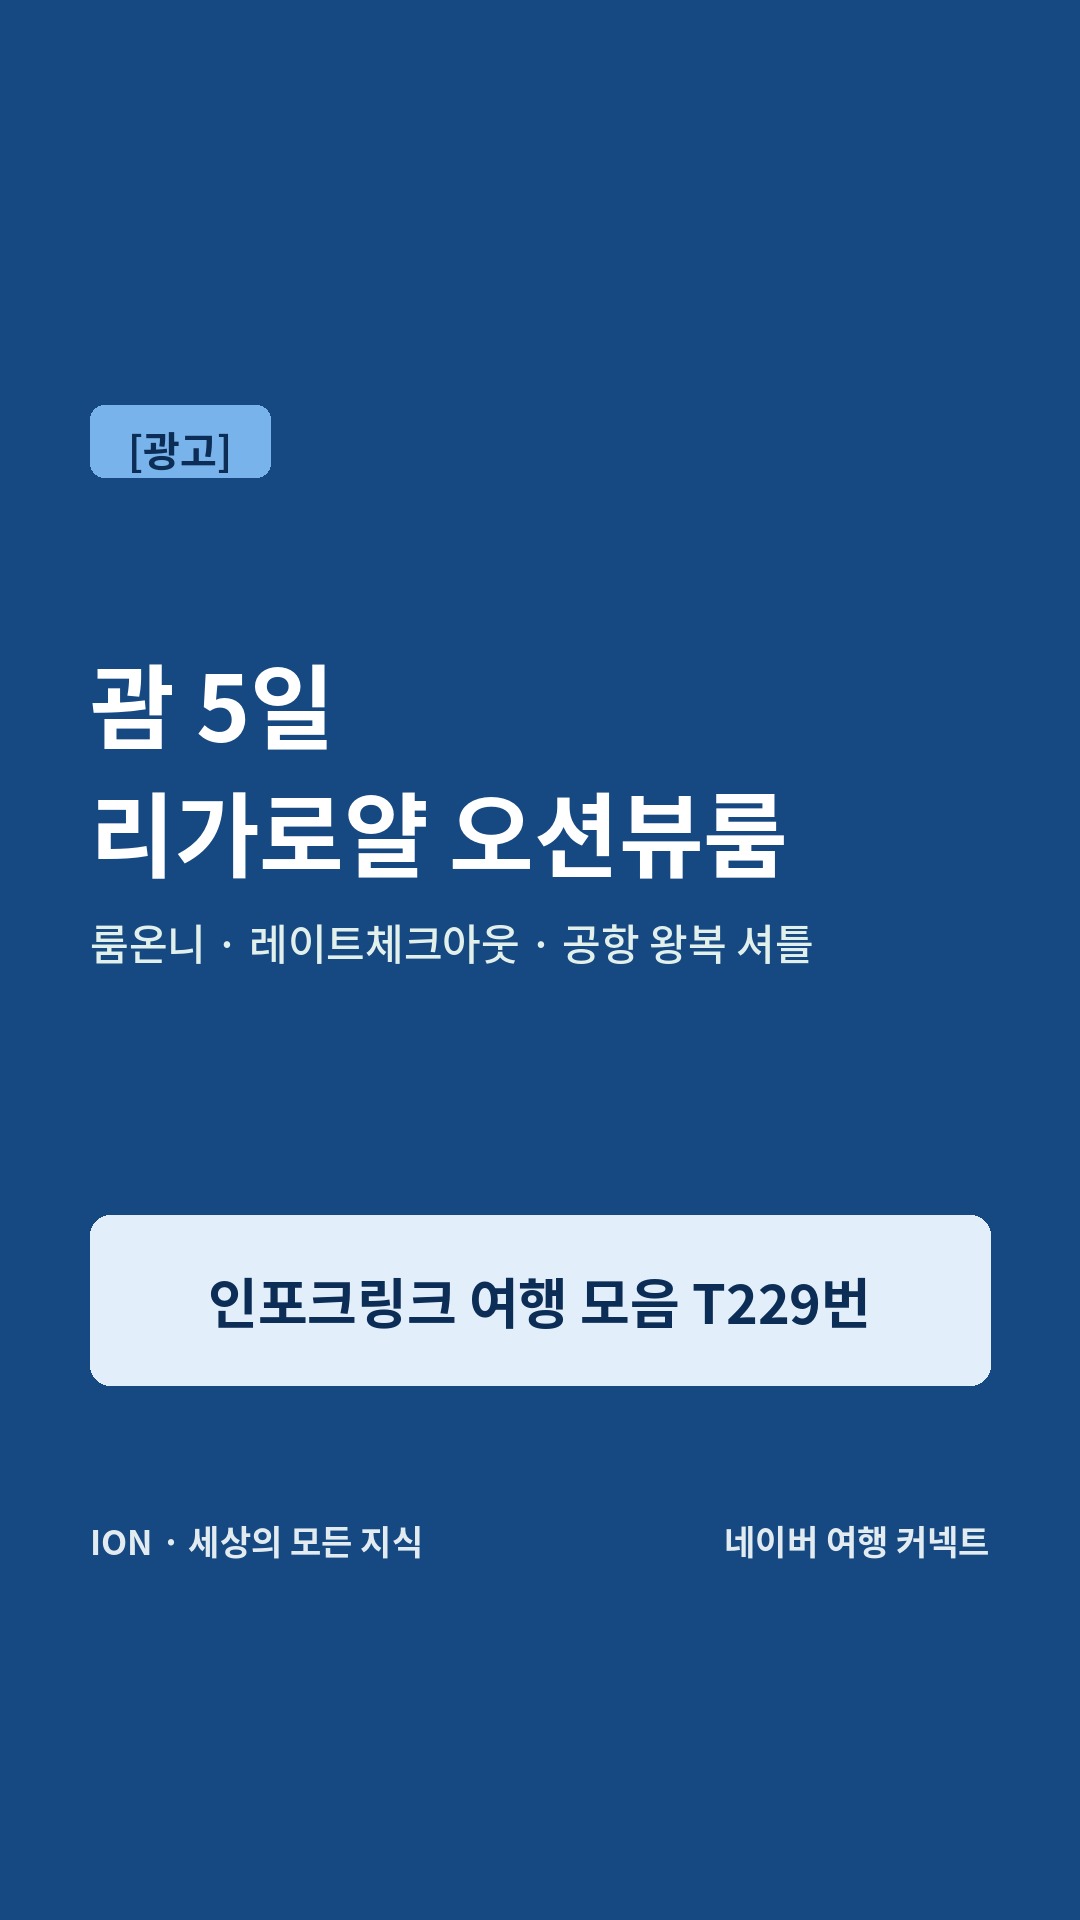 [광고]
괌 5일
리가로얄 오션뷰룸
룸온니 · 레이트체크아웃 · 공항 왕복 셔틀
인포크링크 여행 모음 T229번
ION · 세상의 모든 지식
네이버 여행 커넥트